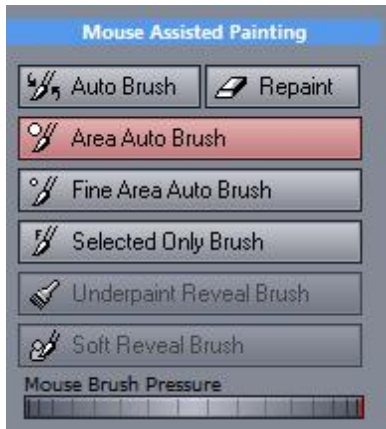 Mouse Assisted Painting
Auto Brush Repaint
Area Auto Brush
Fine Area Auto Brush
Selected Only Brush
Underpaint Reveal Brush
Soft Reveal Brush
Mouse Brush Pressure